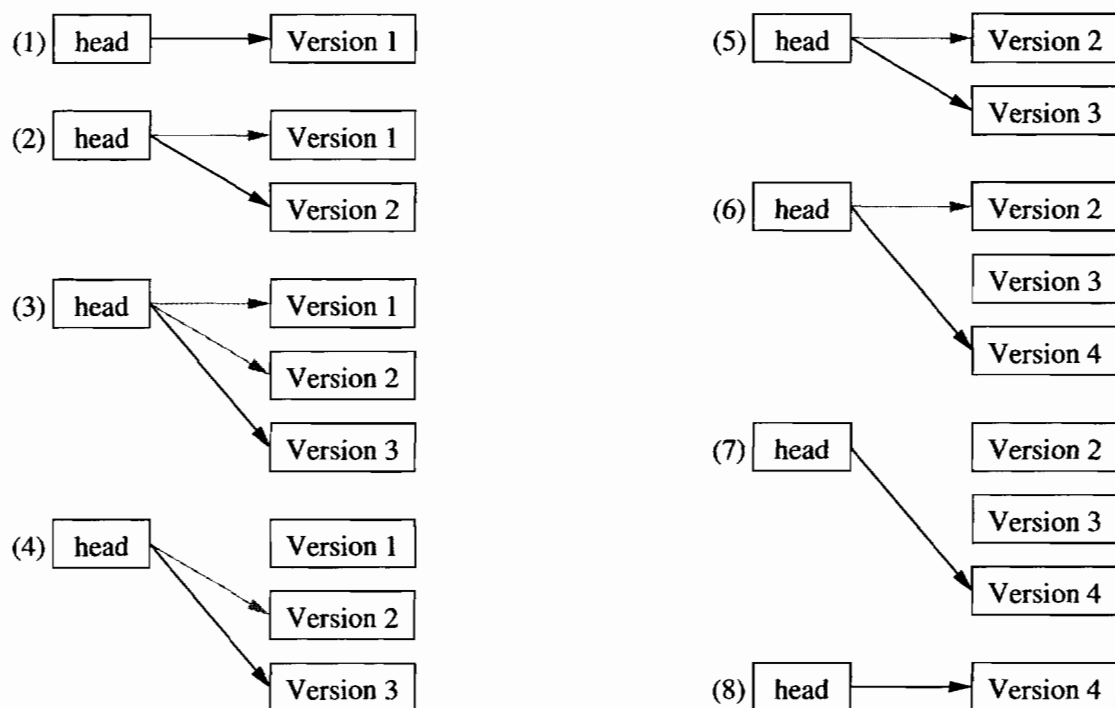 (1) head Version 1
(2) head Version 1
Version 2
(3) head Version 1
Version 2
Version 3
(4) head Version 1
Version 2
Version 3
(5) head Version 2
Version 3
(6) head Version 2
Version 3
Version 4
(7) head Version 2
Version 3
Version 4
(8) head Version 4